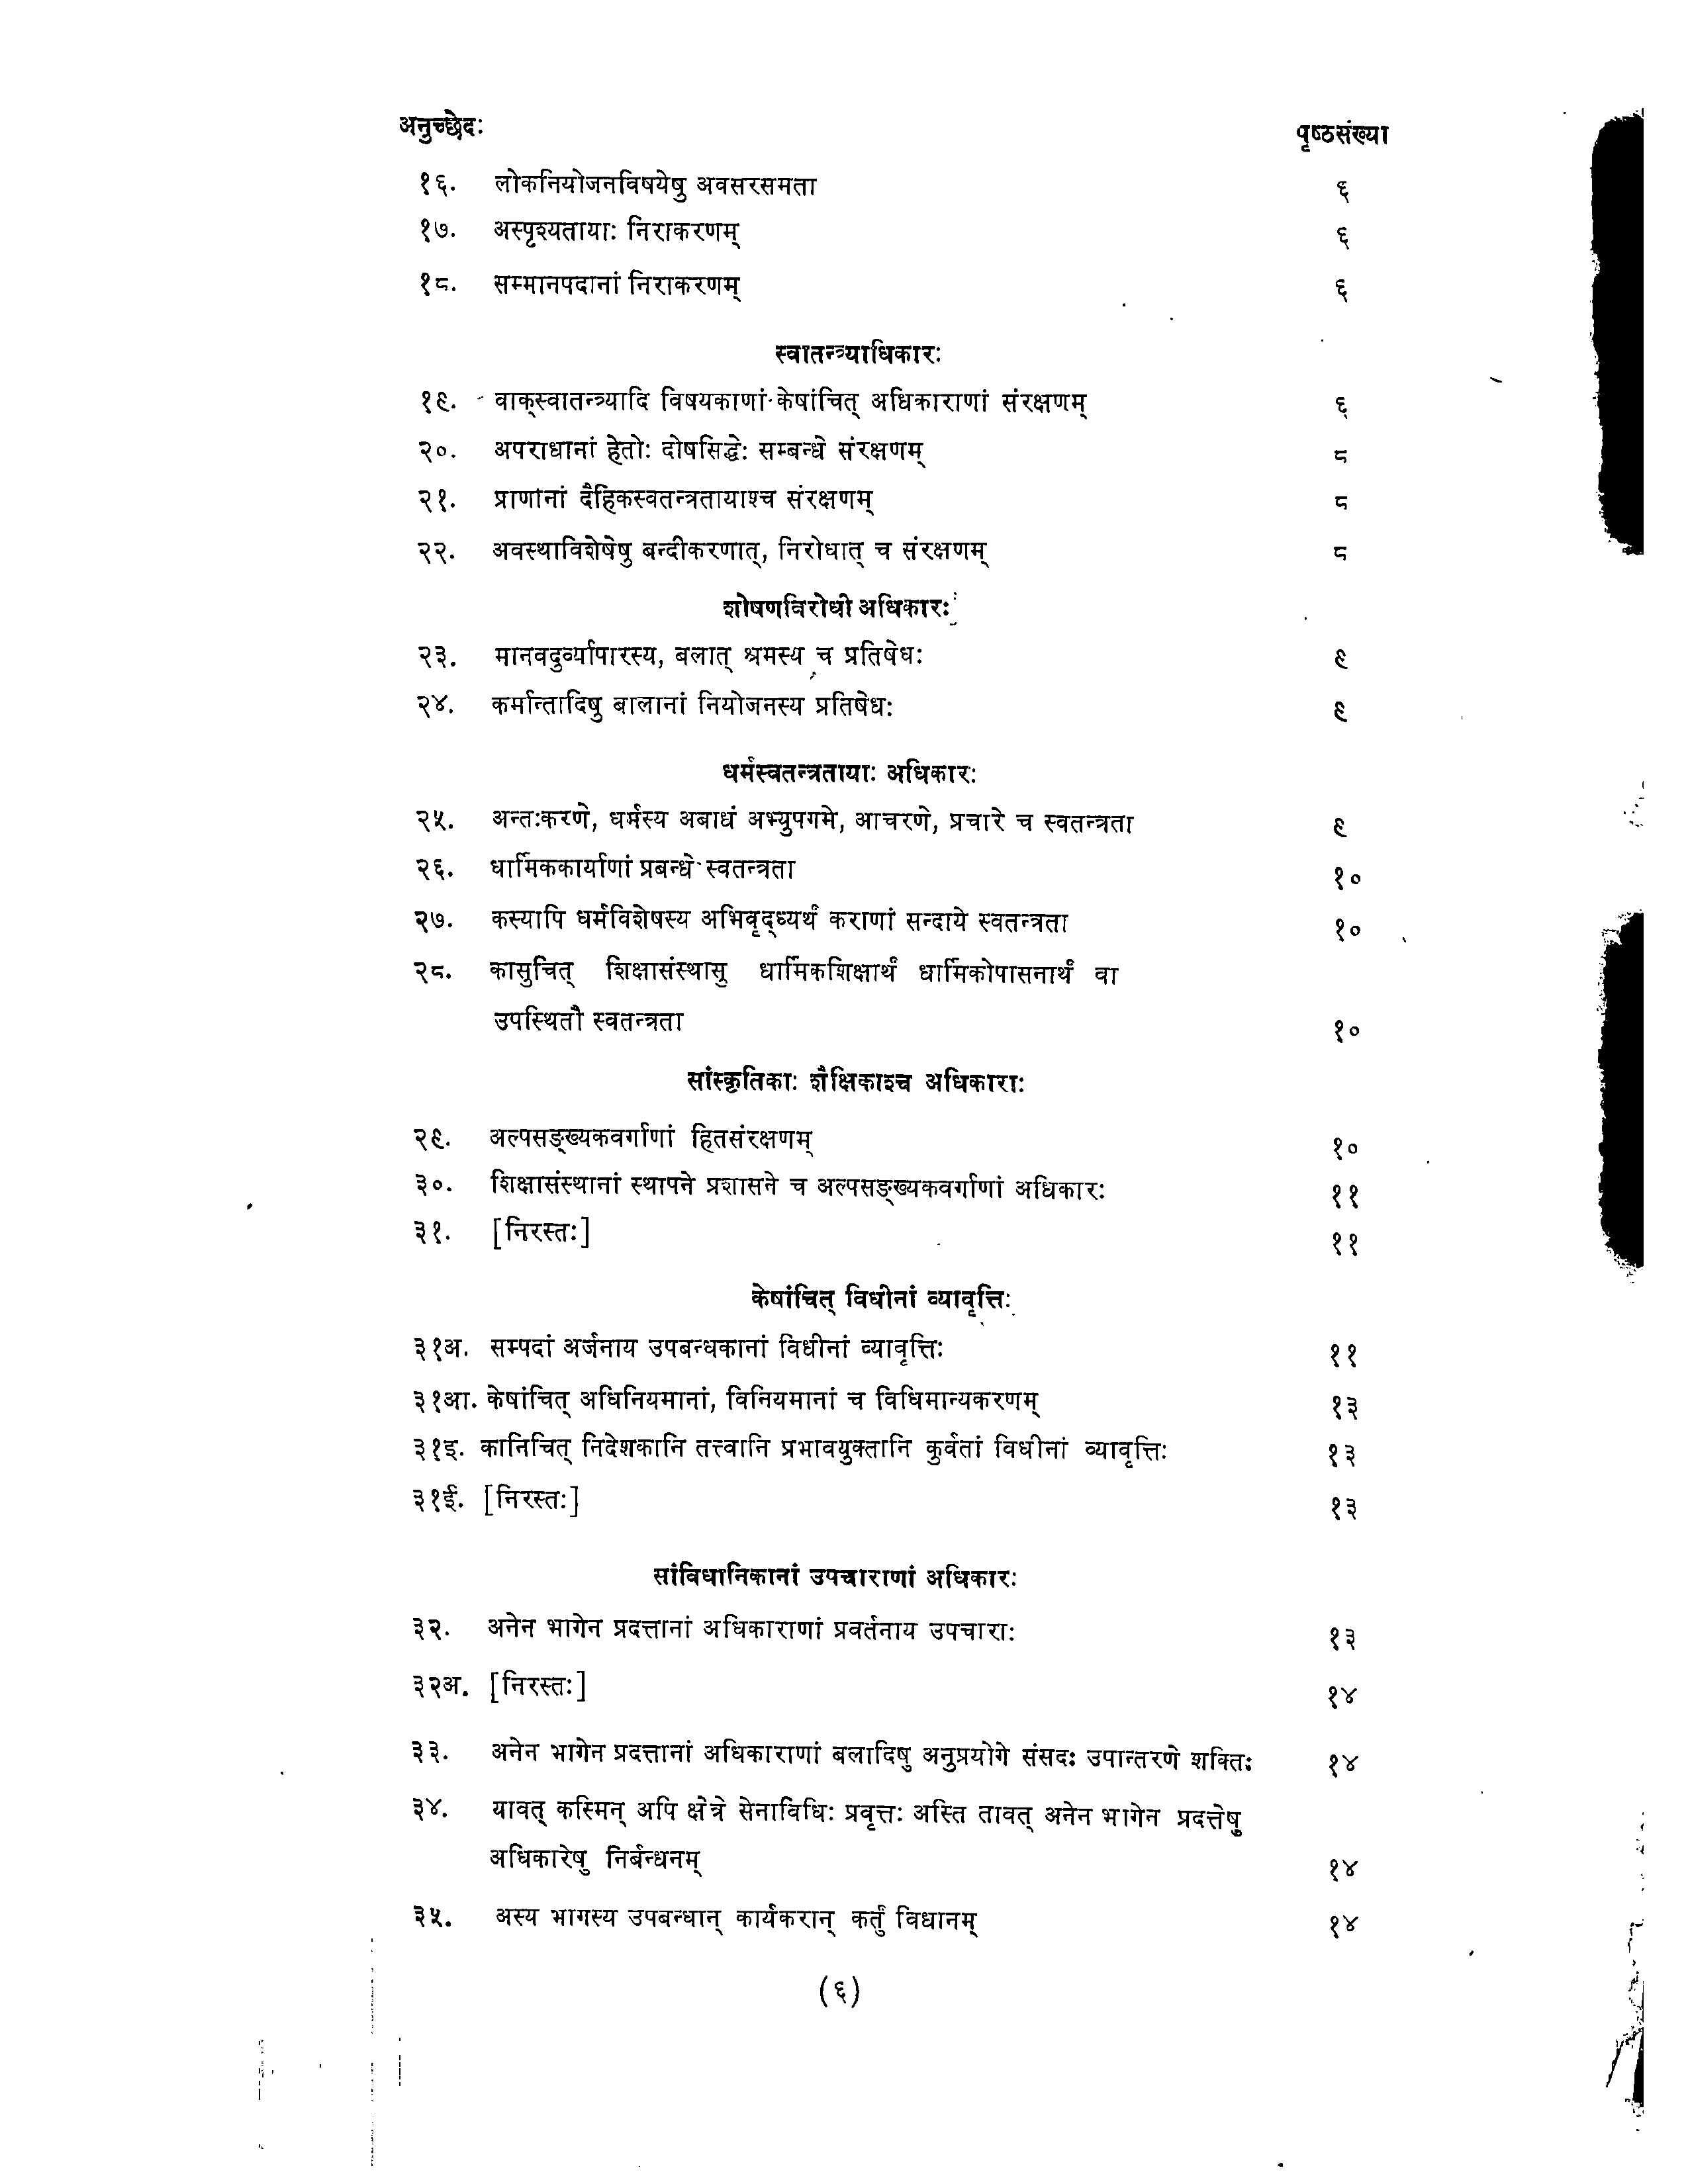 अनुच्छेदः पृष्ठसंख्या
१६. लोकनियोजनविषयेषु अवसरसमता ६
१७. अस्पृश्यतायाः निराकरणम् ६
१८. सम्मानपदानां निराकरणम् ६
स्वातन्त्र्याधिकारः
१९. वाक्स्वातन्त्र्यादि विषयकाणां केषांचित् अधिकाराणां संरक्षणम् ६
२०. अपराधानां हेतोः दोषसिद्धेः सम्बन्धे संरक्षणम् ८
२१. प्राणानां दैहिकस्वतन्त्रतायाश्च संरक्षणम् ८
२२. अवस्थाविशेषेषु बन्दीकरणात्, निरोधात् च संरक्षणम् ८
शोषणविरोधी अधिकारः
२३. मानवदुर्व्यापारस्य, बलात् श्रमस्य च प्रतिषेधः ९
२४. कर्मान्तादिषु बालानां नियोजनस्य प्रतिषेधः ९
धर्मस्वतन्त्रतायाः अधिकारः
२५. अन्तःकरणे, धर्मस्य अबाधं अभ्युपगमे, आचरणे, प्रचारे च स्वतन्त्रता ९
२६. धार्मिककार्याणां प्रबन्धे स्वतन्त्रता १०
२७. कस्यापि धर्मविशेषस्य अभिवृद्ध्यर्थं कराणां सन्दाये स्वतन्त्रता १०
२८. कासुचित् शिक्षासंस्थासु धार्मिकशिक्षार्थं धार्मिकोपासनार्थं वा
उपस्थितौ स्वतन्त्रता १०
सांस्कृतिकाः शैक्षिकाश्च अधिकाराः
२९. अल्पसङ्ख्यकवर्गाणां हितसंरक्षणम् १०
३०. शिक्षासंस्थानां स्थापने प्रशासने च अल्पसङ्ख्यकवर्गाणां अधिकारः ११
३१. [निरस्तः] ११
केषांचित् विधीनां व्यावृत्तिः
३१अ. सम्पदां अर्जनाय उपबन्धकानां विधीनां व्यावृत्तिः ११
३१आ. केषांचित् अधिनियमानां, विनियमानां च विधिमान्यकरणम् १३
३१इ. कानिचित् निदेशकानि तत्त्वानि प्रभावयुक्तानि कुर्वतां विधीनां व्यावृत्तिः १३
३१ई. [निरस्तः] १३
सांविधानिकानां उपचाराणां अधिकारः
३२. अनेन भागेन प्रदत्तानां अधिकाराणां प्रवर्तनाय उपचाराः १३
३२अ. [निरस्तः] १४
३३. अनेन भागेन प्रदत्तानां अधिकाराणां बलादिषु अनुप्रयोगे संसदः उपान्तरणे शक्तिः १४
३४. यावत् कस्मिन् अपि क्षेत्रे सेनाविधिः प्रवृत्तः अस्ति तावत् अनेन भागेन प्रदत्तेषु
अधिकारेषु निर्बन्धनम् १४
३५. अस्य भागस्य उपबन्धान् कार्यकरान् कर्तुं विधानम् १४
(६)